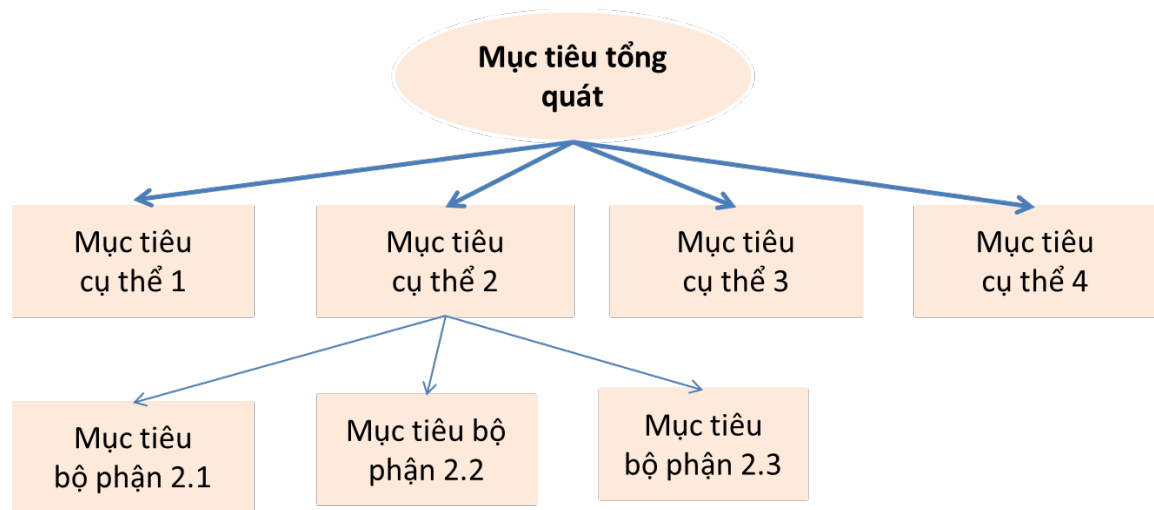 Mục tiêu tổng
quát
Mục tiêu
cụ thể 1
Mục tiêu
cụ thể 2
Mục tiêu
cụ thể 3
Mục tiêu
cụ thể 4
Mục tiêu
bộ phận 2.1
Mục tiêu bộ
phận 2.2
Mục tiêu
bộ phận 2.3